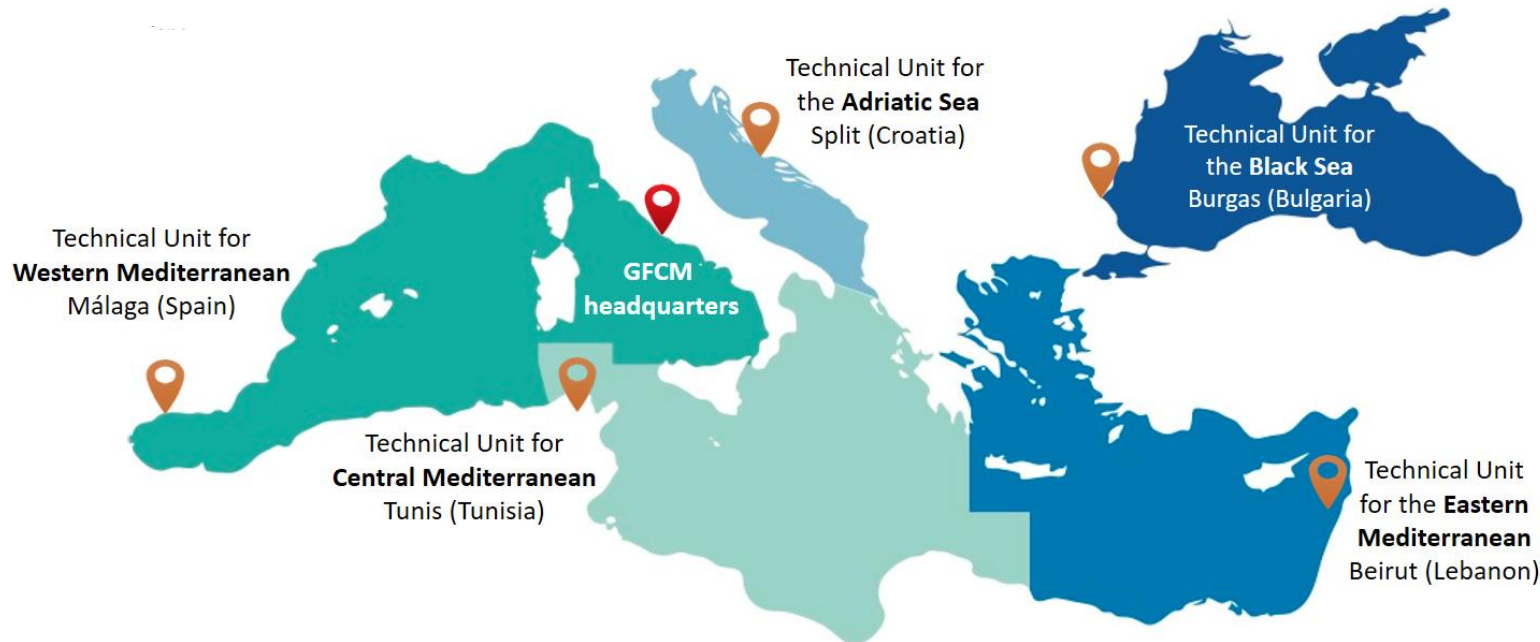 Technical Unit for
the Adriatic Sea
Split (Croatia)
Technical Unit for
the Black Sea
Burgas (Bulgaria)
Technical Unit for
Western Mediterranean
Málaga (Spain)
GFCM
headquarters
Technical Unit for
Central Mediterranean
Tunis (Tunisia)
Technical Unit
for the Eastern
Mediterranean
Beirut (Lebanon)